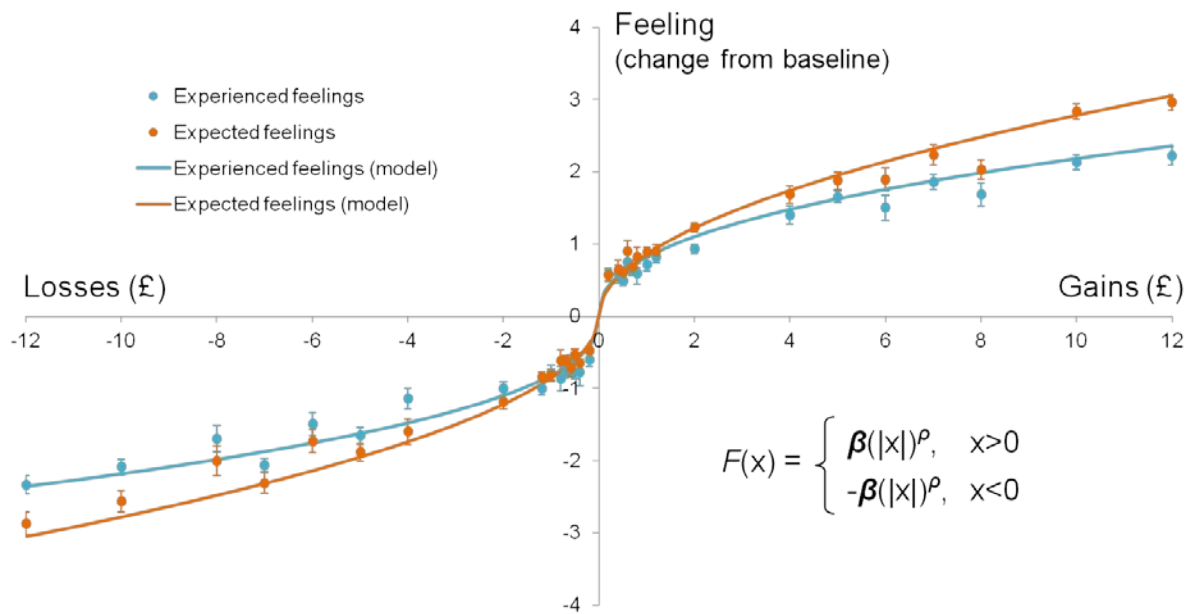 4
Feeling
(change from baseline)
Experienced feelings
Expected feelings
Experienced feelings (model)
Expected feelings (model)
3
2
1
Losses (£)
Gains (£)
0
-12 -10 -8 -6 -4 -2 0 2 4 6 8 10 12
-1
F(x) = { β(|x|)^ρ, x>0
-β(|x|)^ρ, x<0
-2
-3
-4